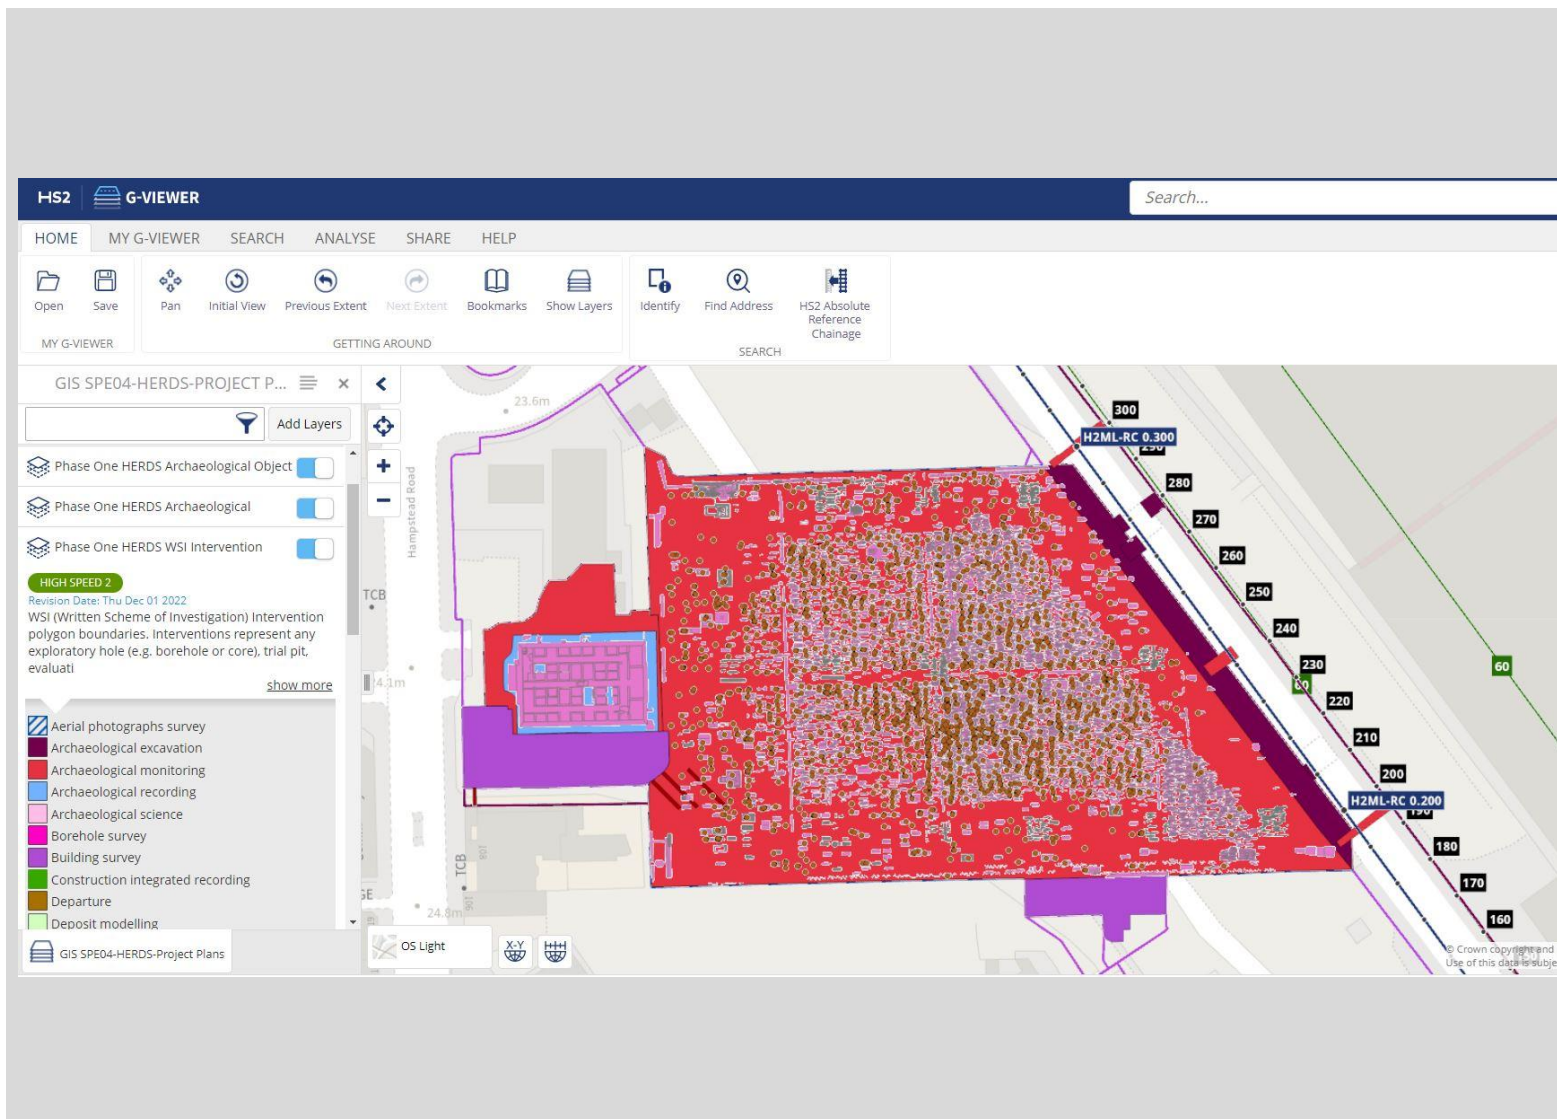 HS2 G-VIEWER
Search...
HOME MY G-VIEWER SEARCH ANALYSE SHARE HELP
Open Save Pan Initial View Previous Extent Next Extent Bookmarks Show Layers Identify Find Address HS2 Absolute
Reference
Chainage
MY G-VIEWER GETTING AROUND SEARCH
GIS SPE04-HERDS-PROJECT P...
Add Layers
Phase One HERDS Archaeological Object
Phase One HERDS Archaeological
Phase One HERDS WSI Intervention
HIGH SPEED 2
Revision Date: Thu Dec 01 2022
WSI (Written Scheme of Investigation) Intervention
polygon boundaries. Interventions represent any
exploratory hole (e.g. borehole or core), trial pit,
evaluati
show more
Aerial photographs survey
Archaeological excavation
Archaeological monitoring
Archaeological recording
Archaeological science
Borehole survey
Building survey
Construction integrated recording
Departure
Deposit modelling
GIS SPE04-HERDS-Project Plans
23.6m
Hampstead Road
TCB
4.1m
TCB
108
106
24.8m
OS Light
X-Y
300
H2ML-RC 0.300
290
280
270
260
250
240
230
60
60
220
210
200
H2ML-RC 0.200
190
180
170
160
© Crown copyright and
Use of this data is subje